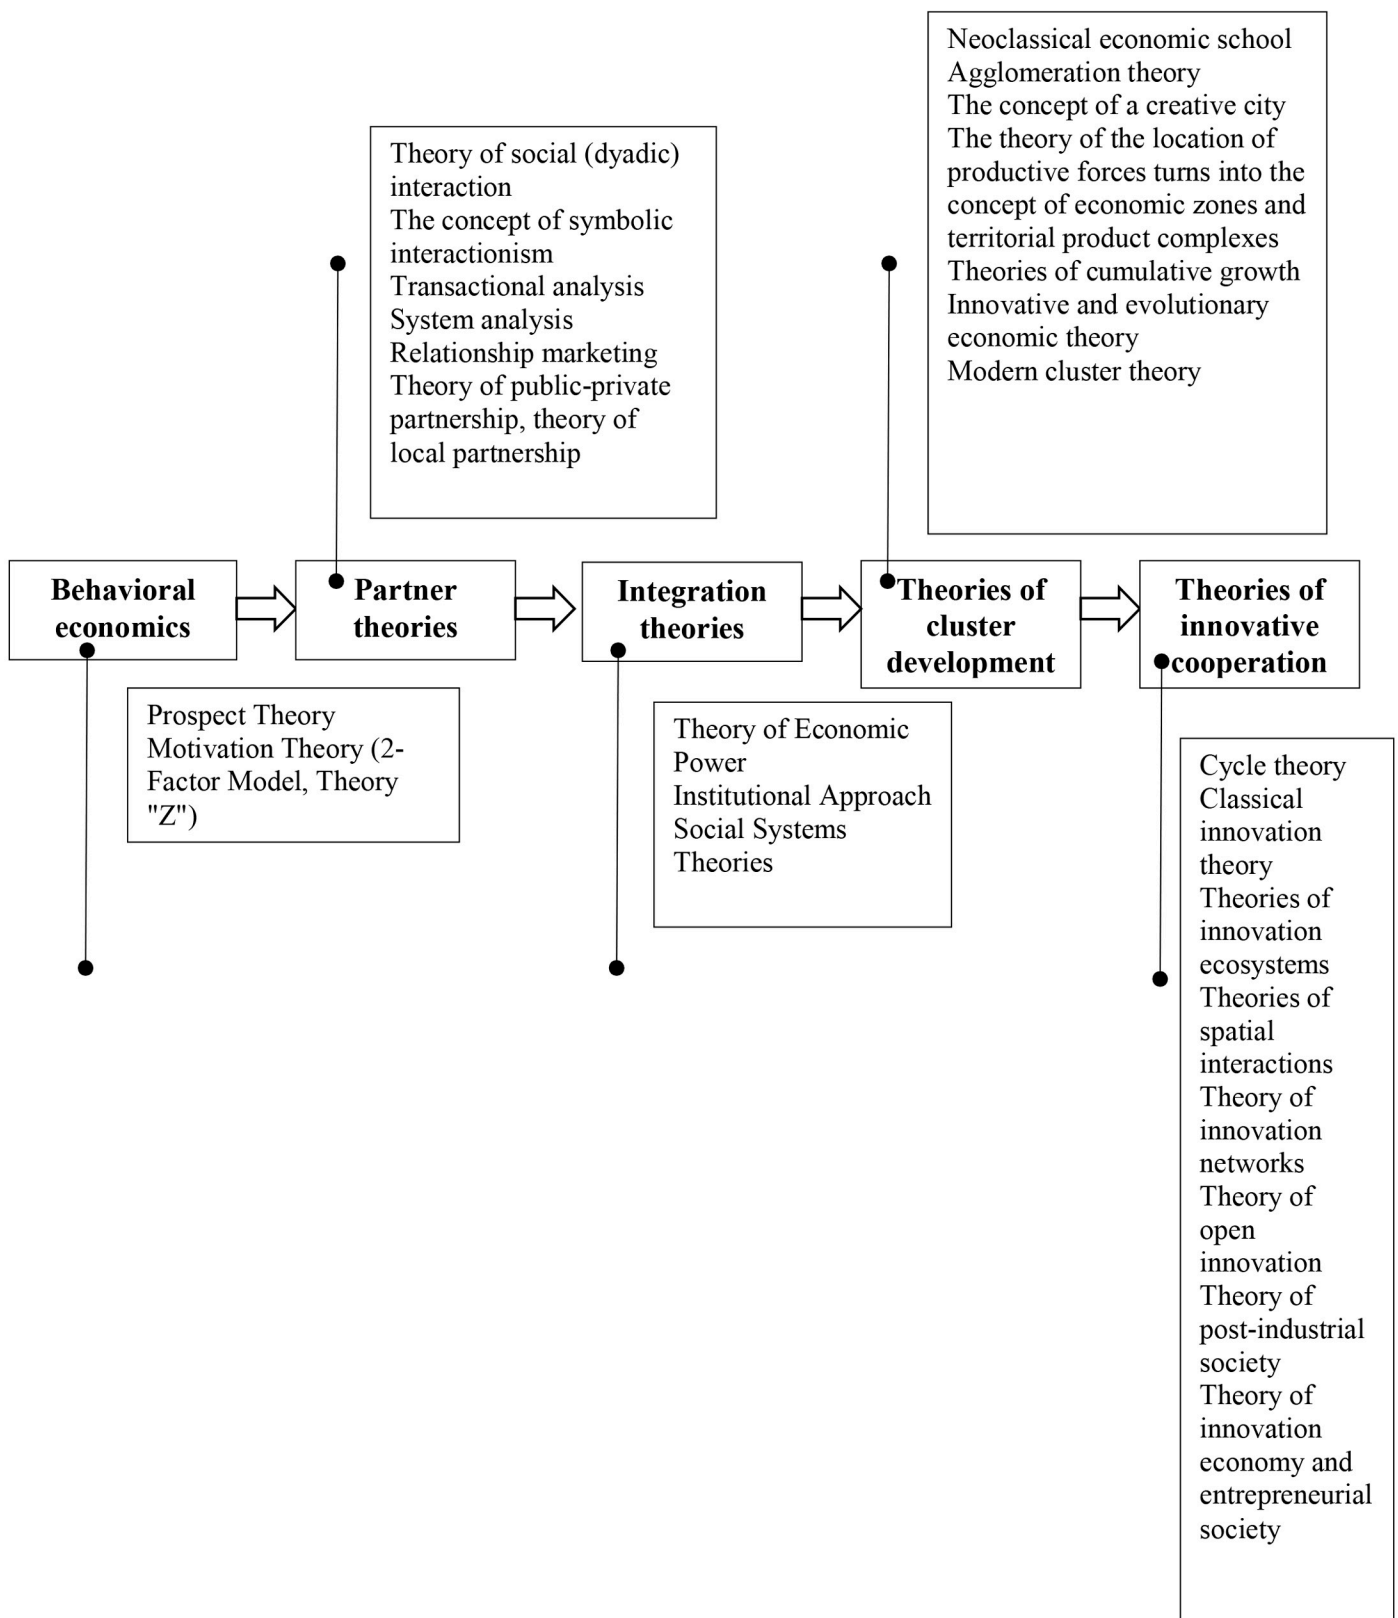 Neoclassical economic school
Agglomeration theory
The concept of a creative city
The theory of the location of
productive forces turns into the
concept of economic zones and
territorial product complexes
Theories of cumulative growth
Innovative and evolutionary
economic theory
Modern cluster theory
Theory of social (dyadic)
interaction
The concept of symbolic
interactionism
Transactional analysis
System analysis
Relationship marketing
Theory of public-private
partnership, theory of
local partnership
Behavioral
economics
Partner
theories
Integration
theories
Theories of
cluster
development
Theories of
innovative
cooperation
Prospect Theory
Motivation Theory (2-
Factor Model, Theory
"Z")
Theory of Economic
Power
Institutional Approach
Social Systems
Theories
Cycle theory
Classical
innovation
theory
Theories of
innovation
ecosystems
Theories of
spatial
interactions
Theory of
innovation
networks
Theory of
open
innovation
Theory of
post-industrial
society
Theory of
innovation
economy and
entrepreneurial
society